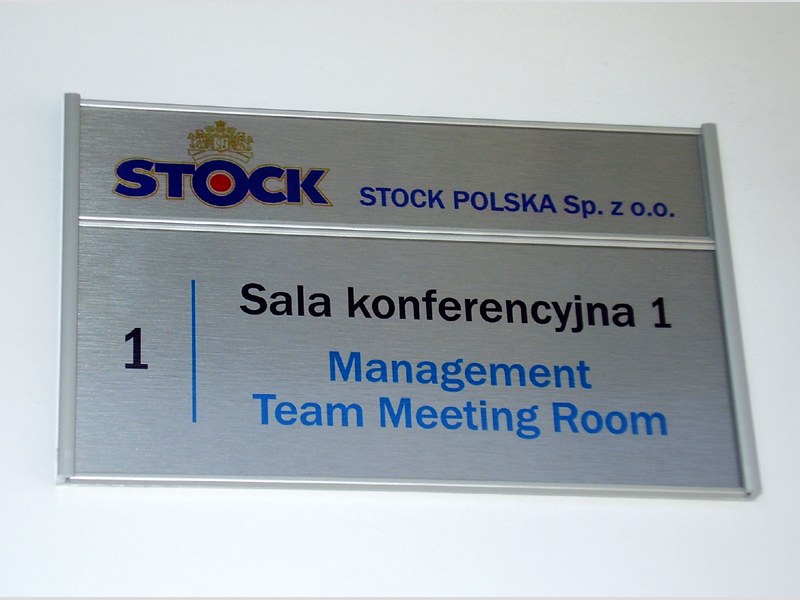 STOCK
STOCK POLSKA Sp. z o.o.
1
Sala konferencyjna 1
Management
Team Meeting Room